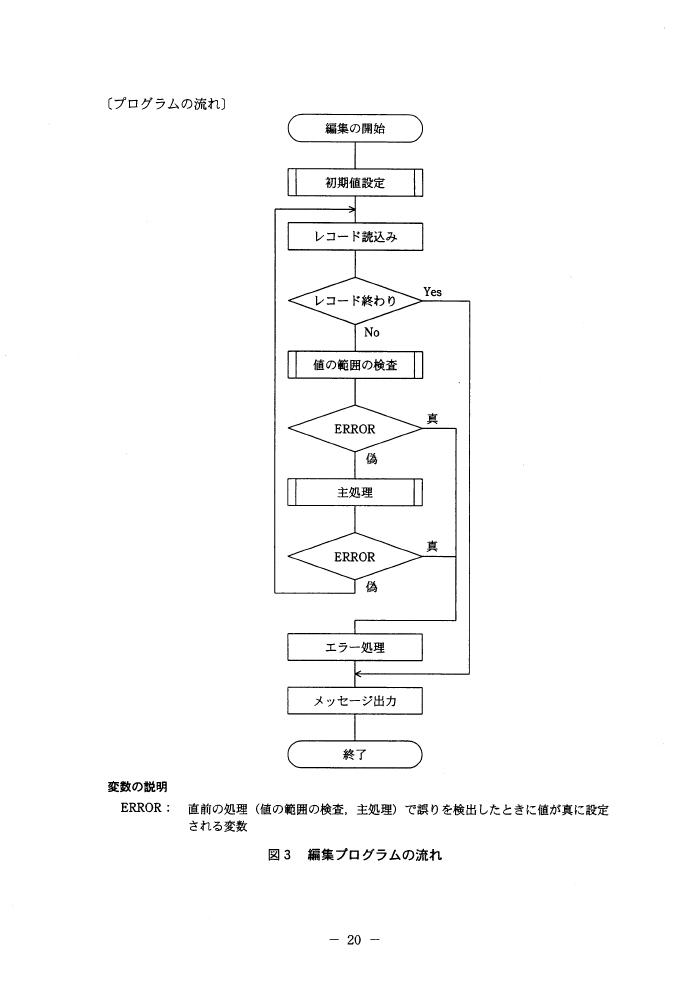 〔プログラムの流れ〕
編集の開始
初期値設定
レコード読込み
レコード終わり
Yes
No
値の範囲の検査
ERROR
真
偽
主処理
ERROR
真
偽
エラー処理
メッセージ出力
終了
変数の説明
ERROR： 直前の処理（値の範囲の検査，主処理）で誤りを検出したときに値が真に設定
される変数
図3 編集プログラムの流れ
— 20 —